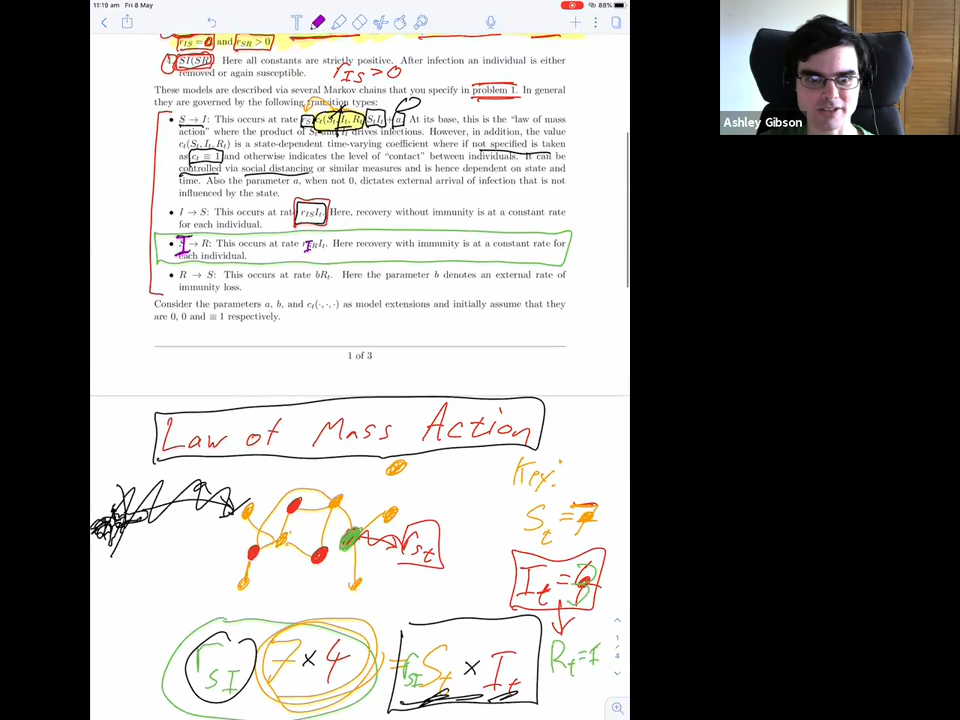 11:19 am Fri 8 May
88%
r_IS = 0 and r_SR > 0
1. SI(SR) Here all constants are strictly positive. After infection an individual is either
removed or again susceptible.
r_IS > 0
These models are described via several Markov chains that you specify in problem 1. In general
they are governed by the following transition types:
• S → I: This occurs at rate r_SI c_t(S_t, I_t, R_t) S_t I_t + a. At its base, this is the "law of mass
action" where the product of S_t and I_t drives infections. However, in addition, the value
c_t(S_t, I_t, R_t) is a state-dependent time-varying coefficient where if not specified is taken
as c_t ≡ 1 and otherwise indicates the level of "contact" between individuals. It can be
controlled via social distancing or similar measures and is hence dependent on state and
time. Also the parameter a, when not 0, dictates external arrival of infection that is not
influenced by the state.
• I → S: This occurs at rate r_IS I_t. Here, recovery without immunity is at a constant rate
for each individual.
• I → R: This occurs at rate r_IR I_t. Here recovery with immunity is at a constant rate for
each individual.
• R → S: This occurs at rate bR_t. Here the parameter b denotes an external rate of
immunity loss.
Consider the parameters a, b, and c_t(·, ·, ·) as model extensions and initially assume that they
are 0, 0 and ≡ 1 respectively.
1 of 3
Law of Mass Action
Key:
S_t = 7
r_St
I_t = 3
R_t = 1
r_SI 7 × 4 = r_SI S_t × I_t
1
4
Ashley Gibson